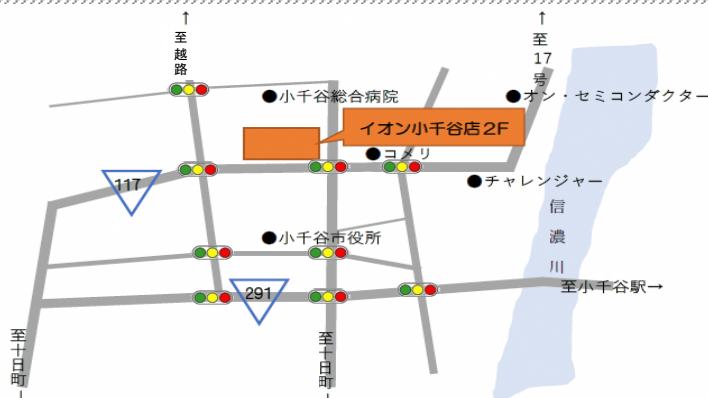 ↑
至越路
↑
至17号
●小千谷総合病院
●オン・セミコンダクター
イオン小千谷店2F
●コメリ
117
●チャレンジャー
信濃川
●小千谷市役所
291
至小千谷駅→
至十日町
至十日町